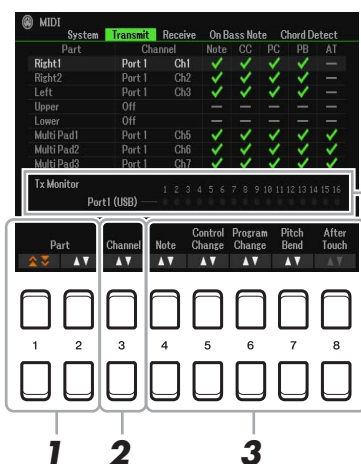 MIDI
System Transmit Receive On Bass Note Chord Detect
Part Channel Note CC PC PB AT
Right1 Port 1 Ch1
Right2 Port 1 Ch2
Left Port 1 Ch3
Upper Off
Lower Off
Multi Pad1 Port 1 Ch5
Multi Pad2 Port 1 Ch6
Multi Pad3 Port 1 Ch7
Tx Monitor 1 2 3 4 5 6 7 8 9 10 11 12 13 14 15 16
Port1 (USB)
Part Channel Note Control Change Program Change Pitch Bend After Touch
1 2 3 4 5 6 7 8
1 2 3